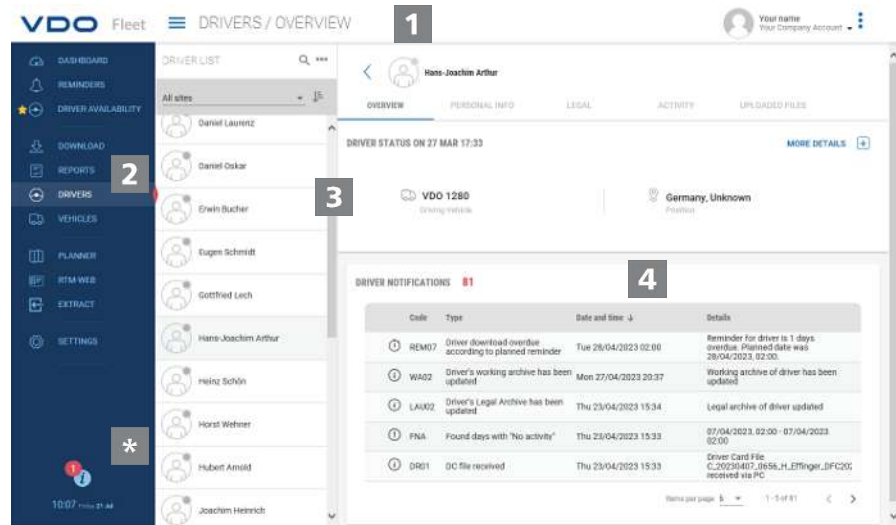 VDO Fleet
DRIVERS / OVERVIEW
1
Your name
Your Company Account
DASHBOARD
REMINDERS
DRIVER AVAILABILITY
DOWNLOAD
REPORTS
2
DRIVERS
VEHICLES
PLANNER
RTM-WEB
EXTRACT
SETTINGS
*
1
10:07
DRIVER LIST
All sites
Daniel Laurenz
Daniel Oskar
Erwin Bucher
3
Eugen Schmidt
Gottfried Lech
Hans-Joachim Arthur
Heinz Schön
Horst Wehner
Hubert Arnold
Joachim Heinrich
Hans-Joachim Arthur
OVERVIEW PERSONAL INFO LEGAL ACTIVITY UPLOADED FILES
DRIVER STATUS ON 27 MAR 17:33
MORE DETAILS
VDO 1280
Driving Vehicle
Germany, Unknown
Position
4
DRIVER NOTIFICATIONS 81
Code Type Date and time Details
REM07 Driver download overdue according to planned reminder Tue 28/04/2023 02:00 Reminder for driver is 1 days overdue. Planned date was 28/04/2023, 02:00.
WA02 Driver's working archive has been updated Mon 27/04/2023 20:37 Working archive of driver has been updated
LAU02 Driver's Legal Archive has been updated Thu 23/04/2023 15:34 Legal archive of driver updated
FNA Found days with "No activity" Thu 23/04/2023 15:33 07/04/2023, 02:00 - 07/04/2023 02:00
DR01 DC file received Thu 23/04/2023 15:33 Driver Card File C_20230407_0656_H_Effinger_DFC202 received via PC
Items per page 5 1 - 5 of 81